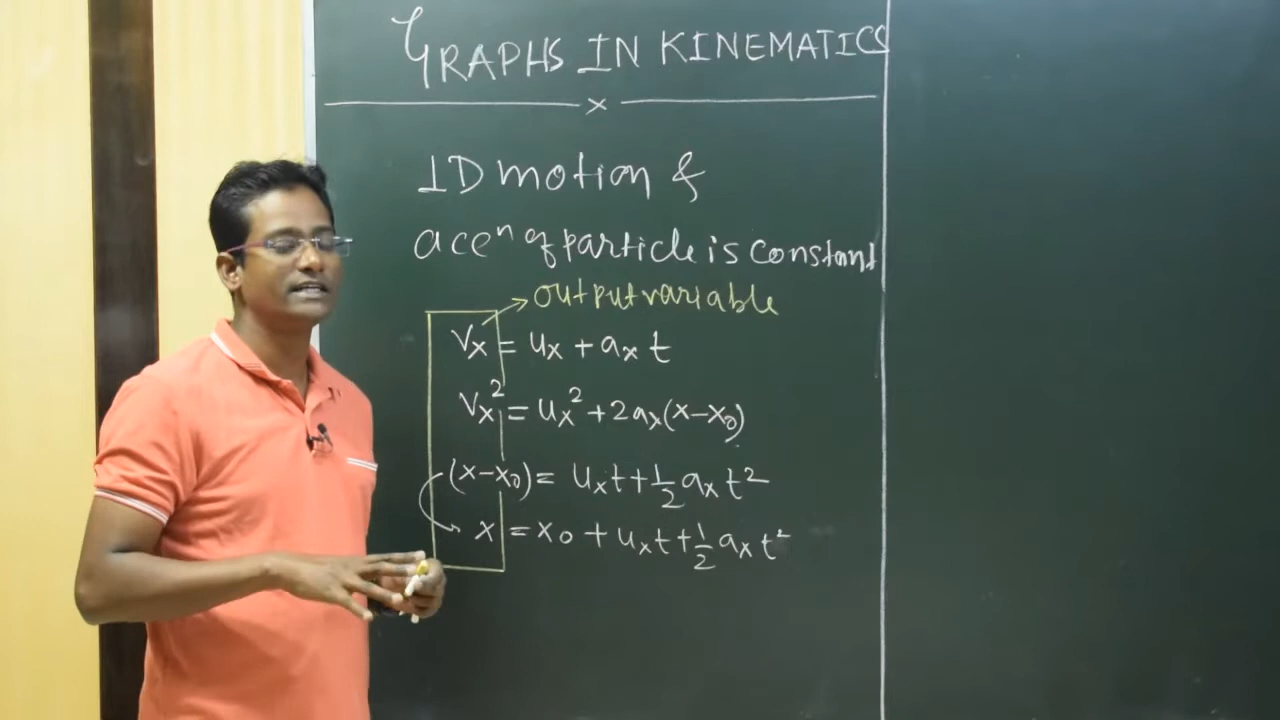 GRAPHS IN KINEMATICS
1D motion &
aceⁿ of particle is constant
output variable
Vx = ux + ax t
Vx² = ux² + 2ax(x-x₀)
(x-x₀) = uxt + 1/2 ax t²
x = x₀ + uxt + 1/2 ax t²